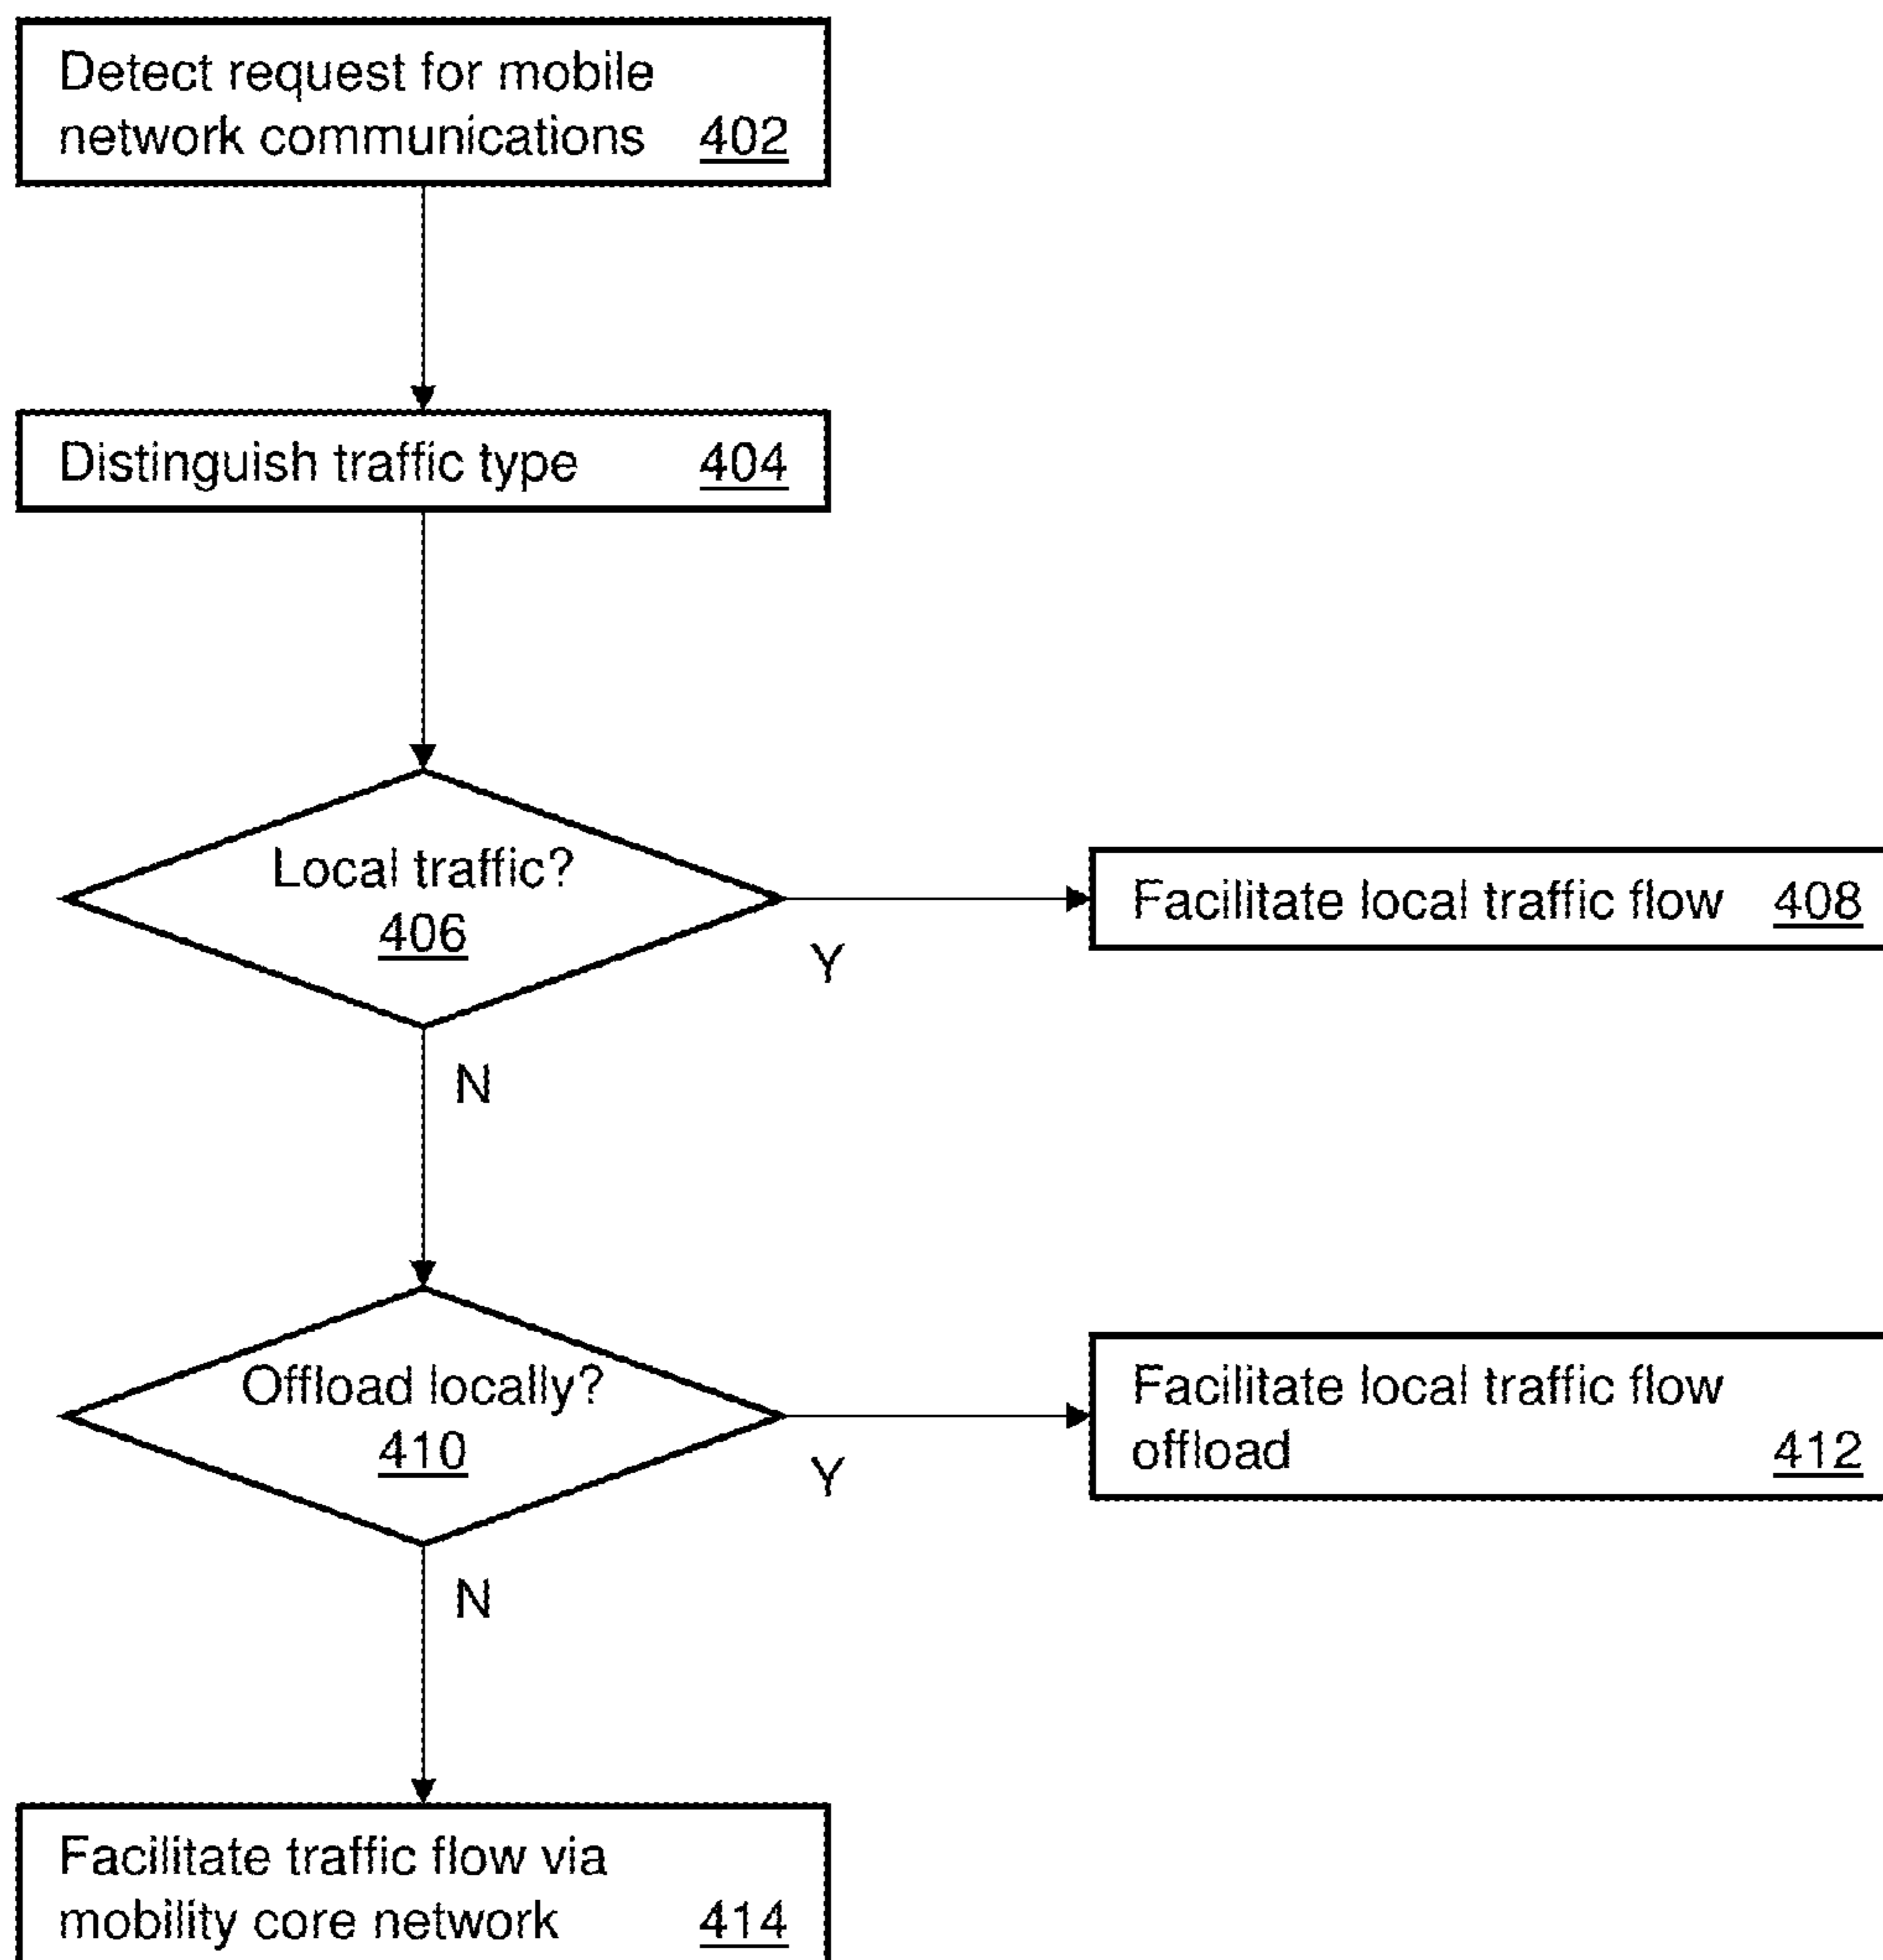 Detect request for mobile
network communications 402
Distinguish traffic type 404
Local traffic?
406
Y
Facilitate local traffic flow 408
N
Offload locally?
410
Y
Facilitate local traffic flow
offload 412
N
Facilitate traffic flow via
mobility core network 414